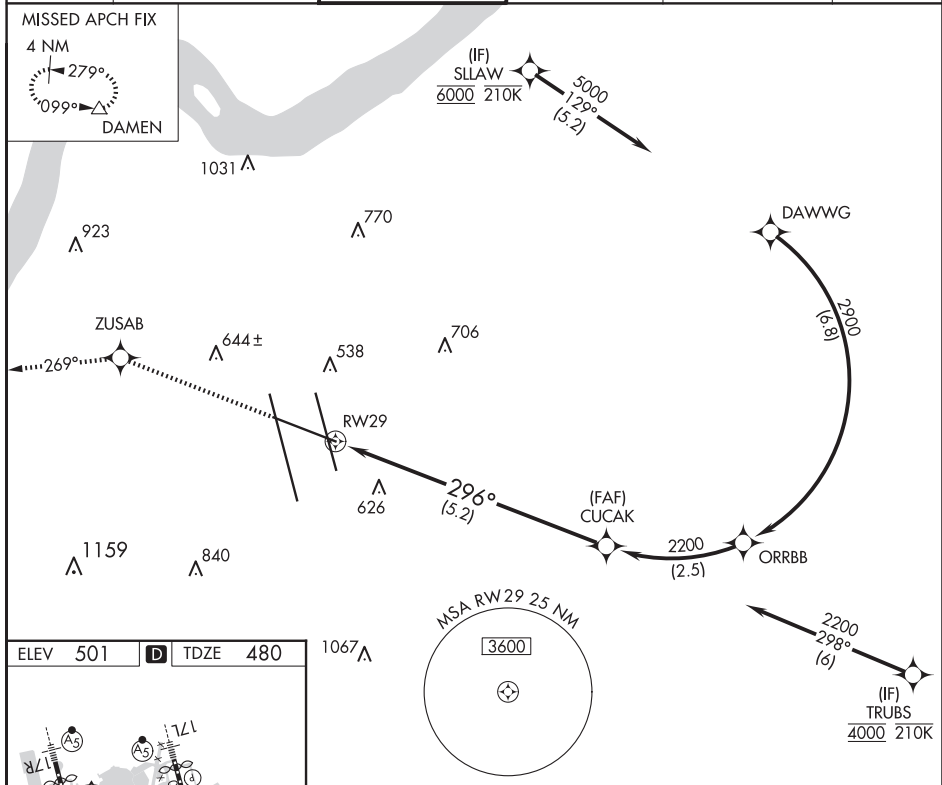 MISSED APCH FIX
4 NM
279°
099°
DAMEN
(IF)
SLLAW
6000 210K
5000
129°
(5.2)
1031
923
770
DAWWG
2900
(6.8)
ZUSAB
644±
538
706
269°
RW29
296°
(5.2)
626
(FAF)
CUCAK
2200
(2.5)
ORRBB
1159
840
MSA RW29 25 NM
3600
2200
298°
(6)
(IF)
TRUBS
4000 210K
1067
ELEV 501 D TDZE 480
A5
A5
17L
17R
P